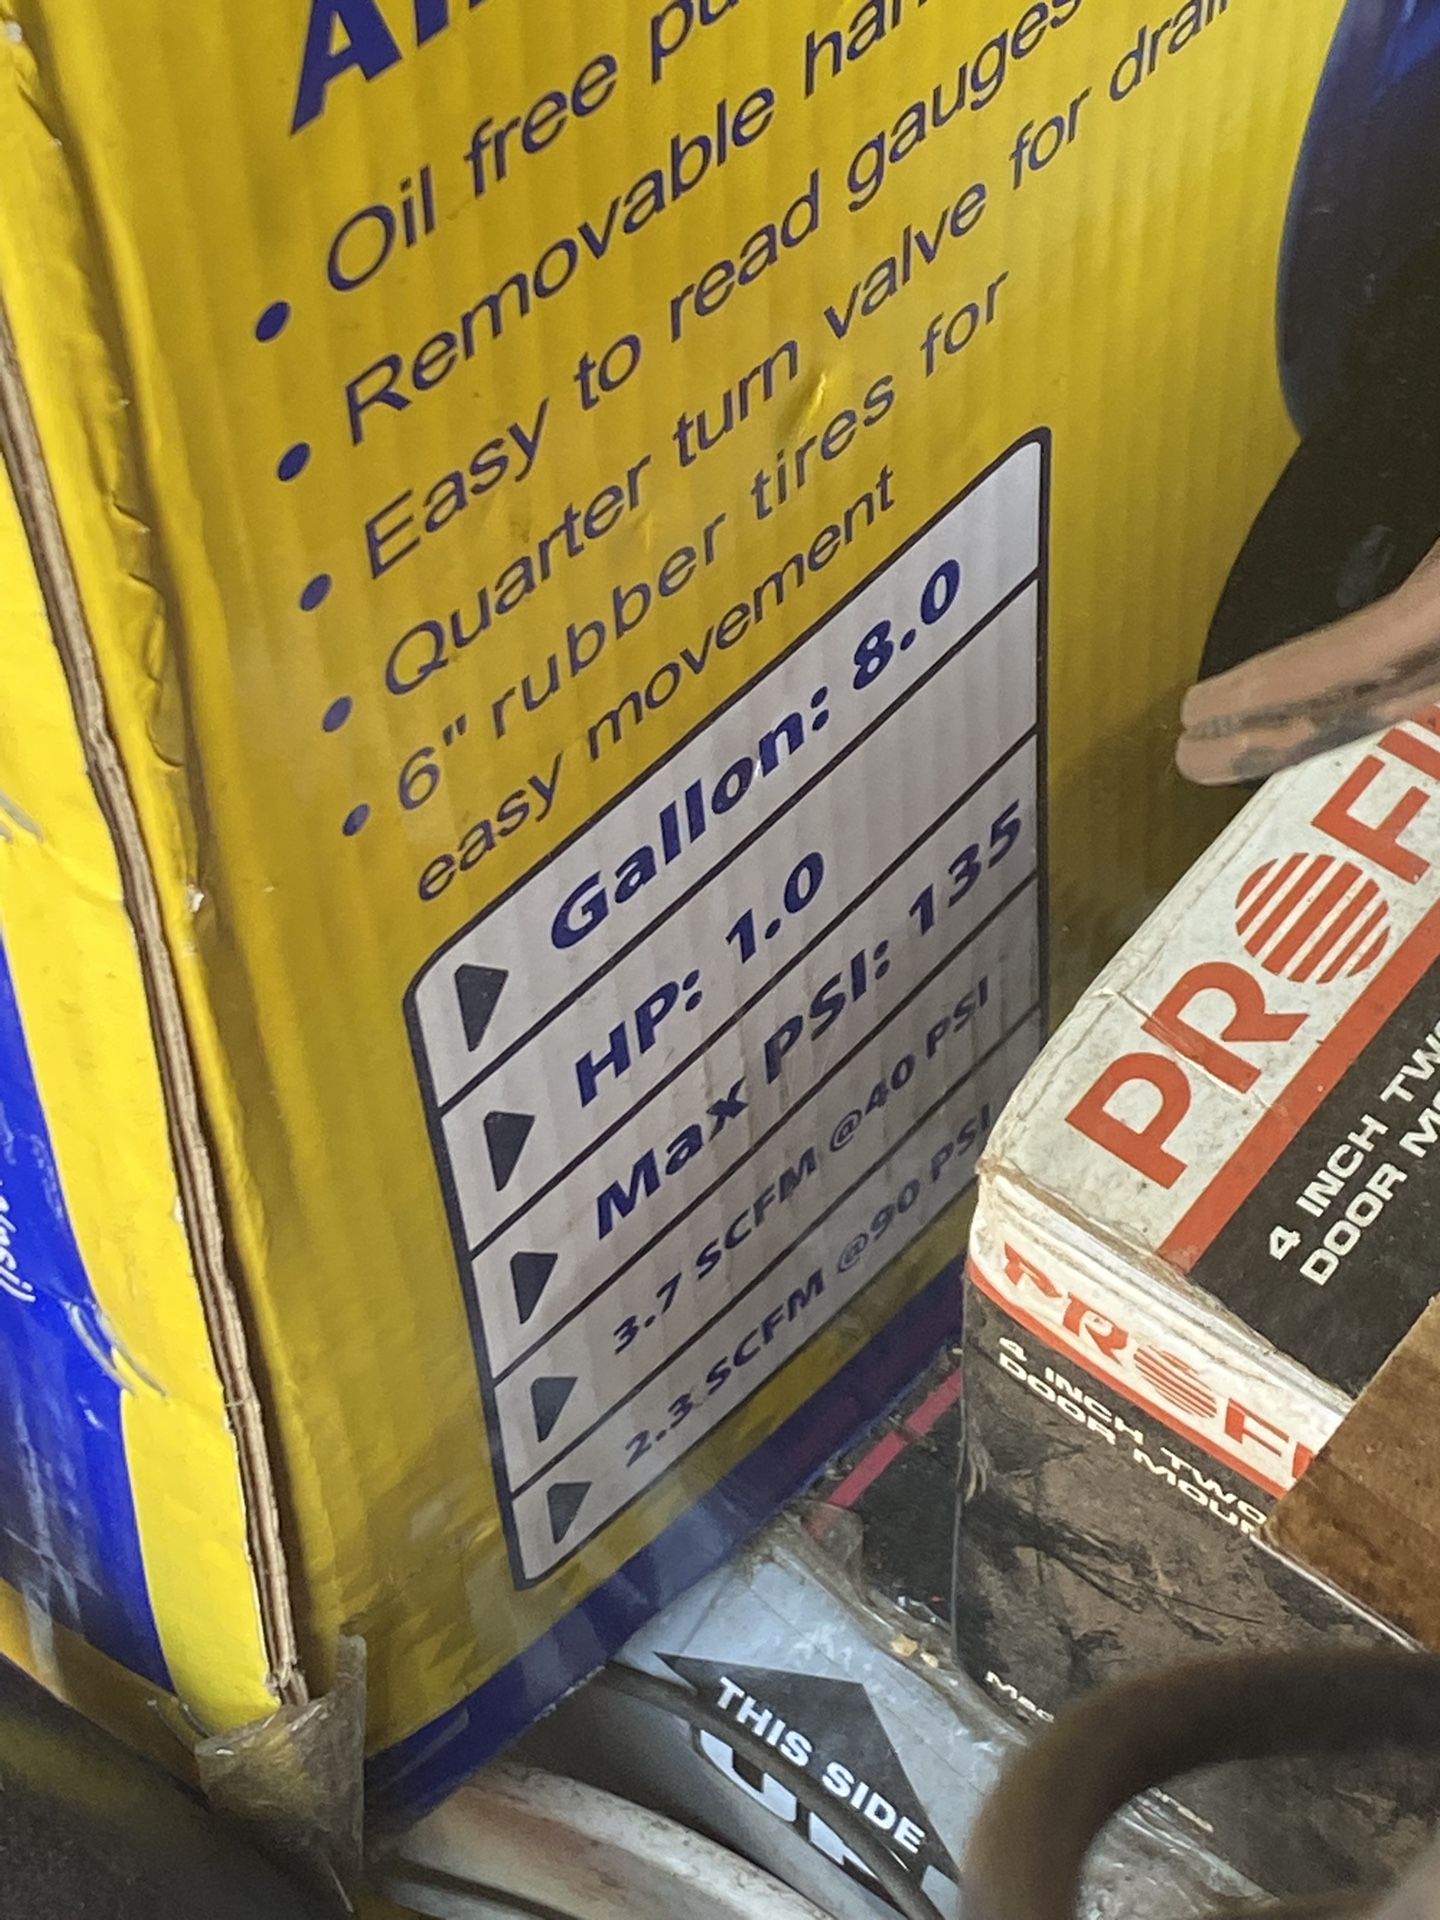 • Oil free
• Removable
• Easy to read gauges
• Quarter turn valve for
• 6" rubber tires for
easy movement
Gallon: 8.0
HP: 1.0
Max PSI: 135
3.7 SCFM @40 PSI
2.3 SCFM @90 PSI
4 INCH
DOOR
4 INCH TWO
DOOR
THIS SIDE